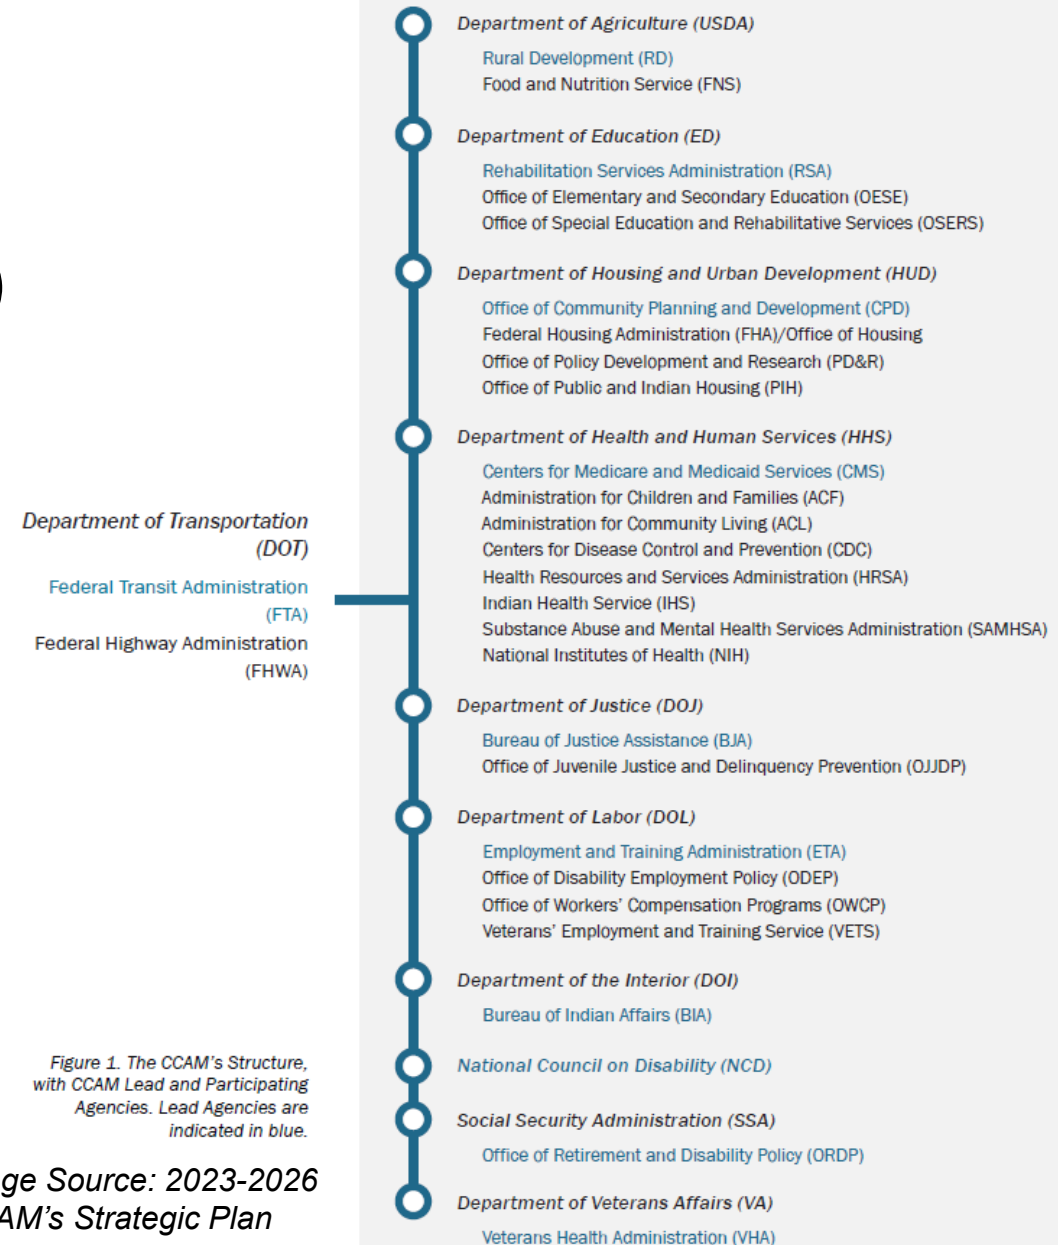 )
Department of Transportation
(DOT)
Federal Transit Administration
(FTA)
Federal Highway Administration
(FHWA)
Figure 1. The CCAM's Structure,
with CCAM Lead and Participating
Agencies. Lead Agencies are
indicated in blue.
ge Source: 2023-2026
AM's Strategic Plan
Department of Agriculture (USDA)
Rural Development (RD)
Food and Nutrition Service (FNS)
Department of Education (ED)
Rehabilitation Services Administration (RSA)
Office of Elementary and Secondary Education (OESE)
Office of Special Education and Rehabilitative Services (OSERS)
Department of Housing and Urban Development (HUD)
Office of Community Planning and Development (CPD)
Federal Housing Administration (FHA)/Office of Housing
Office of Policy Development and Research (PD&R)
Office of Public and Indian Housing (PIH)
Department of Health and Human Services (HHS)
Centers for Medicare and Medicaid Services (CMS)
Administration for Children and Families (ACF)
Administration for Community Living (ACL)
Centers for Disease Control and Prevention (CDC)
Health Resources and Services Administration (HRSA)
Indian Health Service (IHS)
Substance Abuse and Mental Health Services Administration (SAMHSA)
National Institutes of Health (NIH)
Department of Justice (DOJ)
Bureau of Justice Assistance (BJA)
Office of Juvenile Justice and Delinquency Prevention (OJJDP)
Department of Labor (DOL)
Employment and Training Administration (ETA)
Office of Disability Employment Policy (ODEP)
Office of Workers' Compensation Programs (OWCP)
Veterans' Employment and Training Service (VETS)
Department of the Interior (DOI)
Bureau of Indian Affairs (BIA)
National Council on Disability (NCD)
Social Security Administration (SSA)
Office of Retirement and Disability Policy (ORDP)
Department of Veterans Affairs (VA)
Veterans Health Administration (VHA)